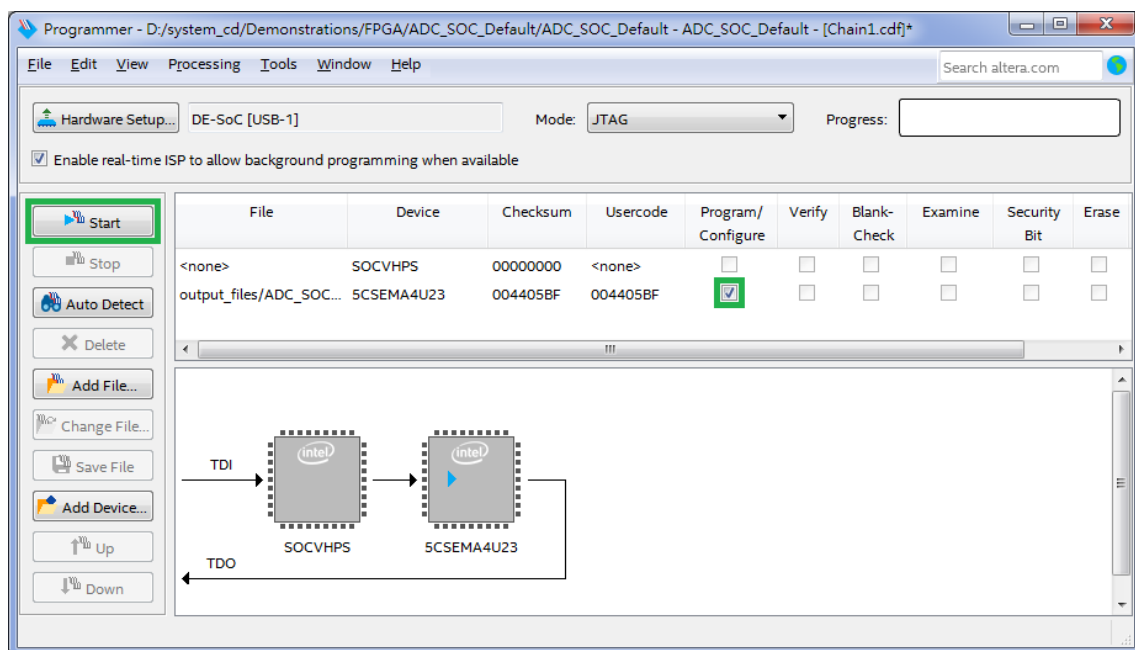 Programmer - D:/system_cd/Demonstrations/FPGA/ADC_SOC_Default/ADC_SOC_Default - ADC_SOC_Default - [Chain1.cdf]*
File Edit View Processing Tools Window Help
Search altera.com
Hardware Setup... DE-SoC [USB-1] Mode: JTAG Progress:
Enable real-time ISP to allow background programming when available
Start
Stop
Auto Detect
Delete
Add File...
Change File...
Save File
Add Device...
Up
Down
File Device Checksum Usercode Program/ Verify Blank- Examine Security Erase
Configure Check Bit
<none> SOCVHPS 00000000 <none>
output_files/ADC_SOC... 5CSEMA4U23 004405BF 004405BF
intel intel
TDI
SOCVHPS 5CSEMA4U23
TDO